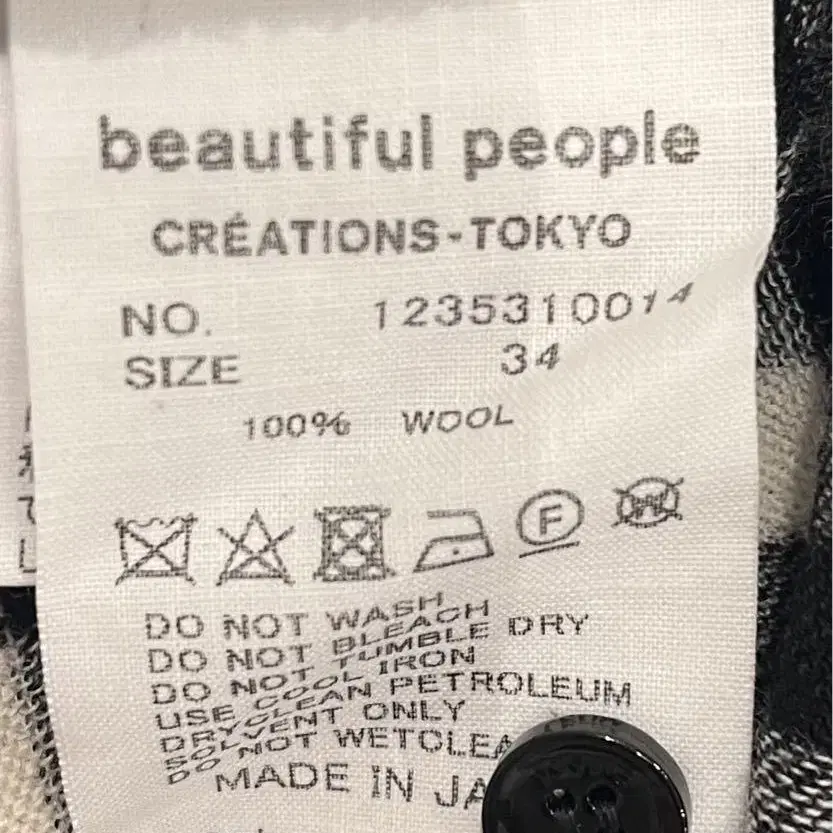 beautiful people
CRÉATIONS-TOKYO
NO. 1235310014
SIZE 34
100% WOOL
F
W
DO NOT WASH
DO NOT BLEACH
DO NOT TUMBLE DRY
USE COOL IRON
DRYCLEAN PETROLEUM
SOLVENT ONLY
DO NOT WETCLEA
MADE IN JA